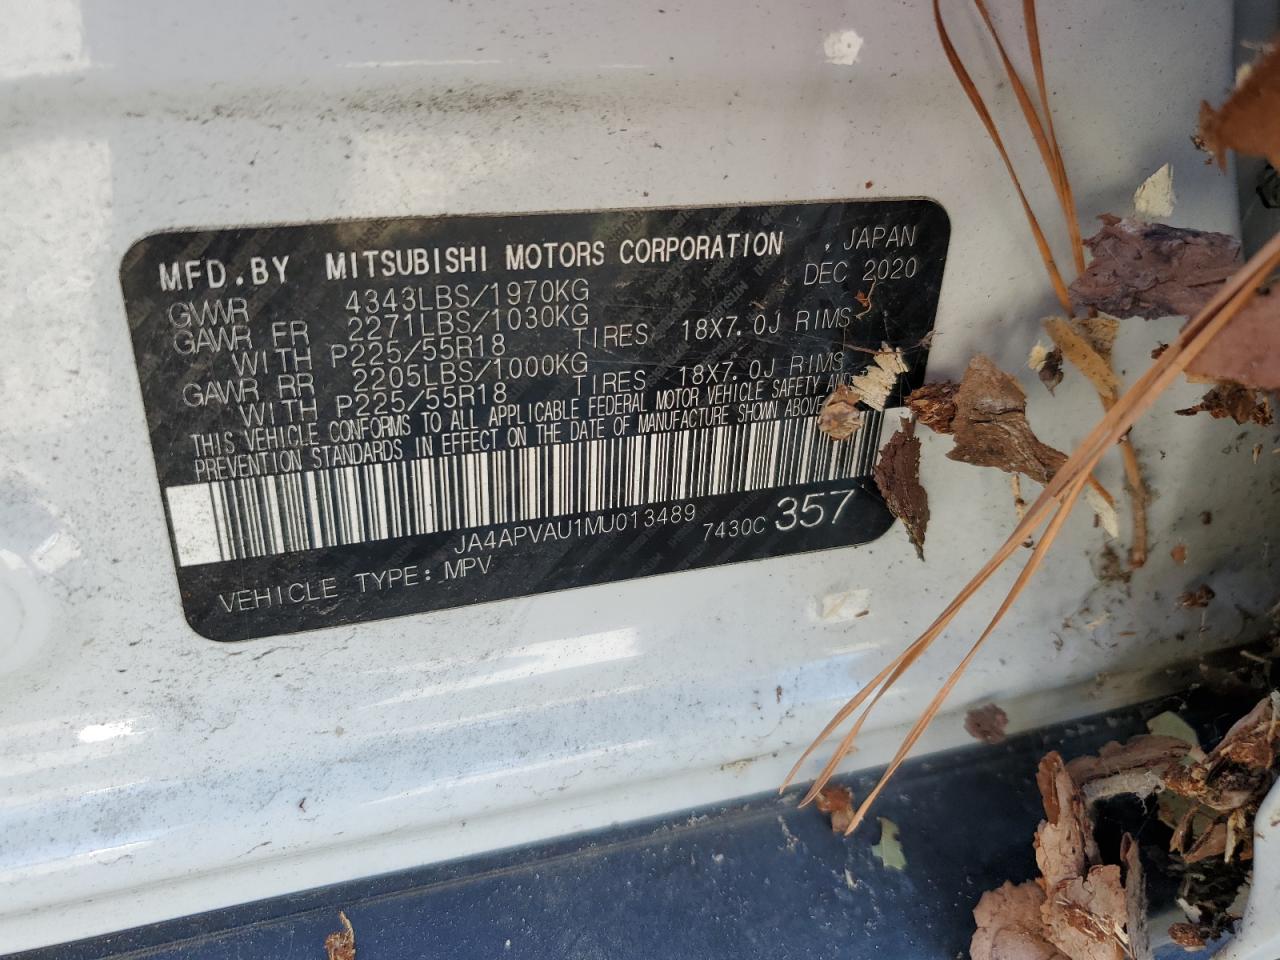 MFD.BY MITSUBISHI MOTORS CORPORATION , JAPAN
GVWR 4343LBS/1970KG DEC 2020
GAWR FR 2271LBS/1030KG
WITH P225/55R18 TIRES 18X7.0J RIMS
GAWR RR 2205LBS/1000KG
WITH P225/55R18 TIRES 18X7.0J RIMS
THIS VEHICLE CONFORMS TO ALL APPLICABLE FEDERAL MOTOR VEHICLE SAFETY AND
PREVENTION STANDARDS IN EFFECT ON THE DATE OF MANUFACTURE SHOWN ABOVE
JA4APVAU1MU013489 7430C 357
VEHICLE TYPE: MPV